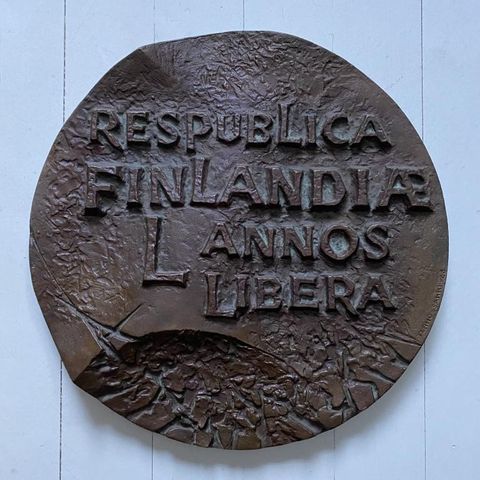 RESPUBLICA
FINLANDIÆ
L ANNOS
LIBERA